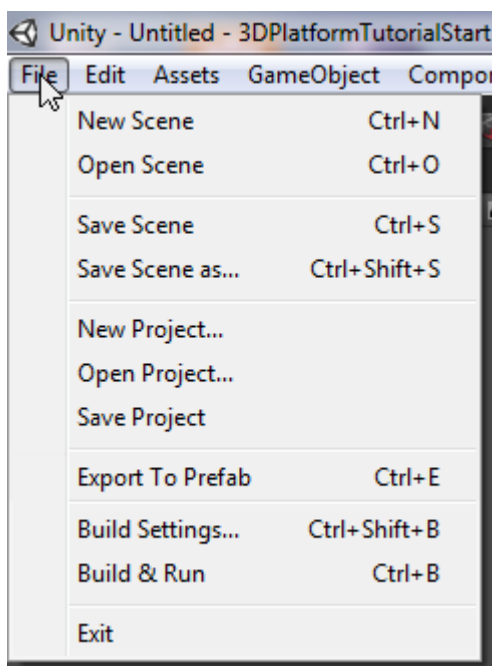 Unity - Untitled - 3DPlatformTutorialStart
File Edit Assets GameObject
New Scene Ctrl+N
Open Scene Ctrl+O
Save Scene Ctrl+S
Save Scene as... Ctrl+Shift+S
New Project...
Open Project...
Save Project
Export To Prefab Ctrl+E
Build Settings... Ctrl+Shift+B
Build & Run Ctrl+B
Exit